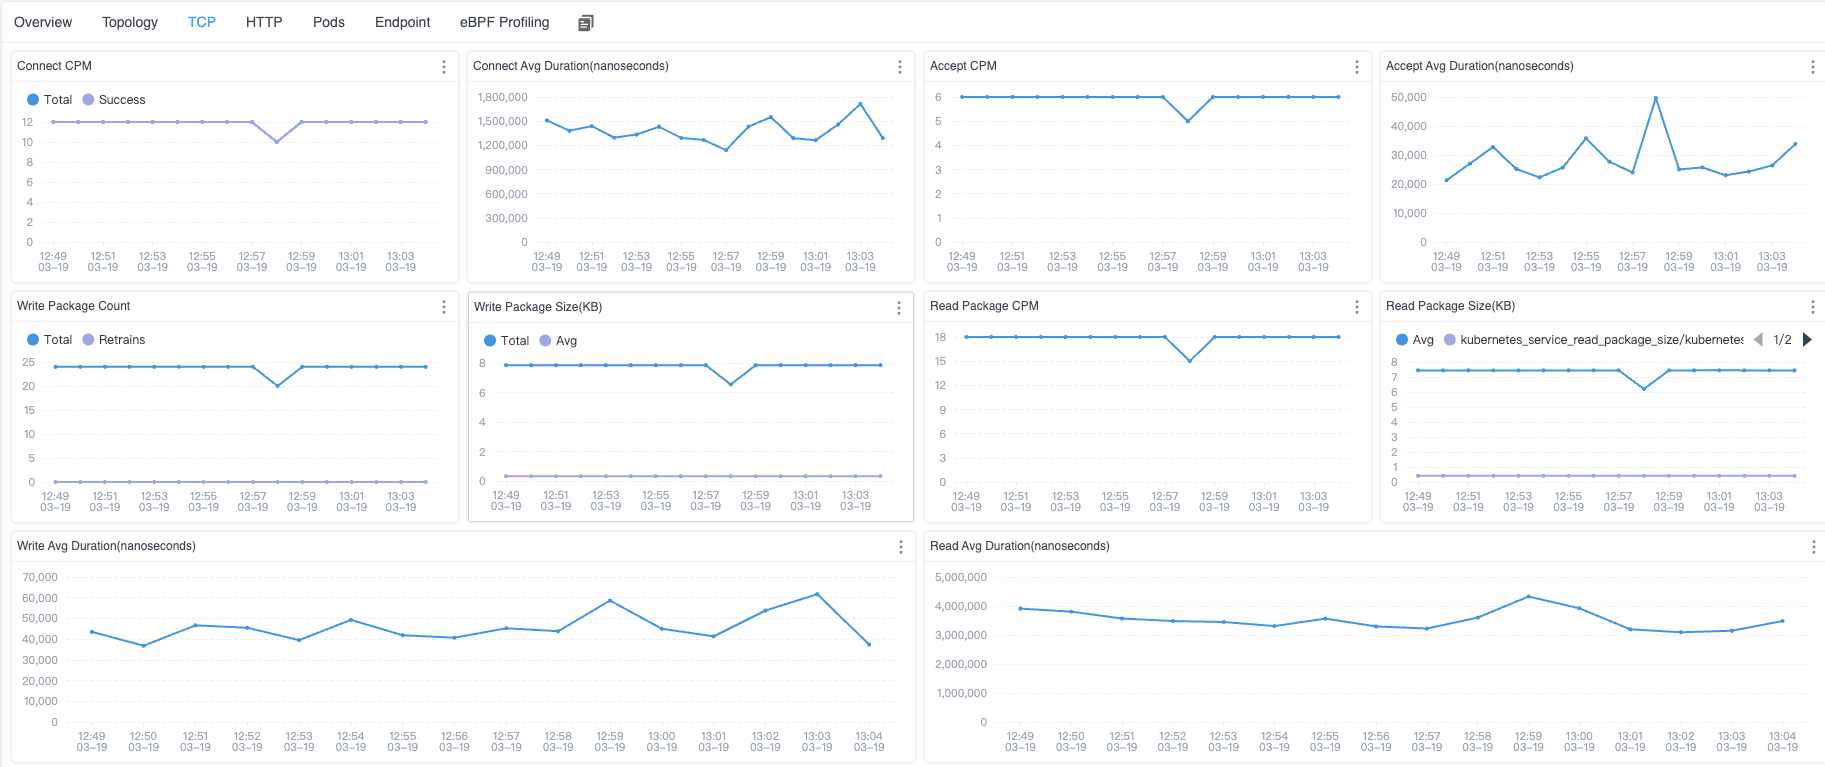 Overview Topology TCP HTTP Pods Endpoint eBPF Profiling
Connect CPM
Total Success
12
10
8
6
4
2
0
12:49 12:51 12:53 12:55 12:57 12:59 13:01 13:03
03–19 03–19 03–19 03–19 03–19 03–19 03–19 03–19
Connect Avg Duration(nanoseconds)
1,800,000
1,500,000
1,200,000
900,000
600,000
300,000
0
12:49 12:51 12:53 12:55 12:57 12:59 13:01 13:03
03–19 03–19 03–19 03–19 03–19 03–19 03–19 03–19
Accept CPM
6
5
4
3
2
1
0
12:49 12:51 12:53 12:55 12:57 12:59 13:01 13:03
03–19 03–19 03–19 03–19 03–19 03–19 03–19 03–19
Accept Avg Duration(nanoseconds)
50,000
40,000
30,000
20,000
10,000
0
12:49 12:51 12:53 12:55 12:57 12:59 13:01 13:03
03–19 03–19 03–19 03–19 03–19 03–19 03–19 03–19
Write Package Count
Total Retrains
25
20
15
10
5
0
12:49 12:51 12:53 12:55 12:57 12:59 13:01 13:03
03–19 03–19 03–19 03–19 03–19 03–19 03–19 03–19
Write Package Size(KB)
Total Avg
8
6
4
2
0
12:49 12:51 12:53 12:55 12:57 12:59 13:01 13:03
03–19 03–19 03–19 03–19 03–19 03–19 03–19 03–19
Read Package CPM
18
15
12
9
6
3
0
12:49 12:51 12:53 12:55 12:57 12:59 13:01 13:03
03–19 03–19 03–19 03–19 03–19 03–19 03–19 03–19
Read Package Size(KB)
Avg kubernetes_service_read_package_size/kubernetes 1/2
8
7
6
5
4
3
2
1
0
12:49 12:51 12:53 12:55 12:57 12:59 13:01 13:03
03–19 03–19 03–19 03–19 03–19 03–19 03–19 03–19
Write Avg Duration(nanoseconds)
70,000
60,000
50,000
40,000
30,000
20,000
10,000
0
12:49 12:50 12:51 12:52 12:53 12:54 12:55 12:56 12:57 12:58 12:59 13:00 13:01 13:02 13:03 13:04
03–19 03–19 03–19 03–19 03–19 03–19 03–19 03–19 03–19 03–19 03–19 03–19 03–19 03–19 03–19 03–19
Read Avg Duration(nanoseconds)
5,000,000
4,000,000
3,000,000
2,000,000
1,000,000
0
12:49 12:50 12:51 12:52 12:53 12:54 12:55 12:56 12:57 12:58 12:59 13:00 13:01 13:02 13:03 13:04
03–19 03–19 03–19 03–19 03–19 03–19 03–19 03–19 03–19 03–19 03–19 03–19 03–19 03–19 03–19 03–19